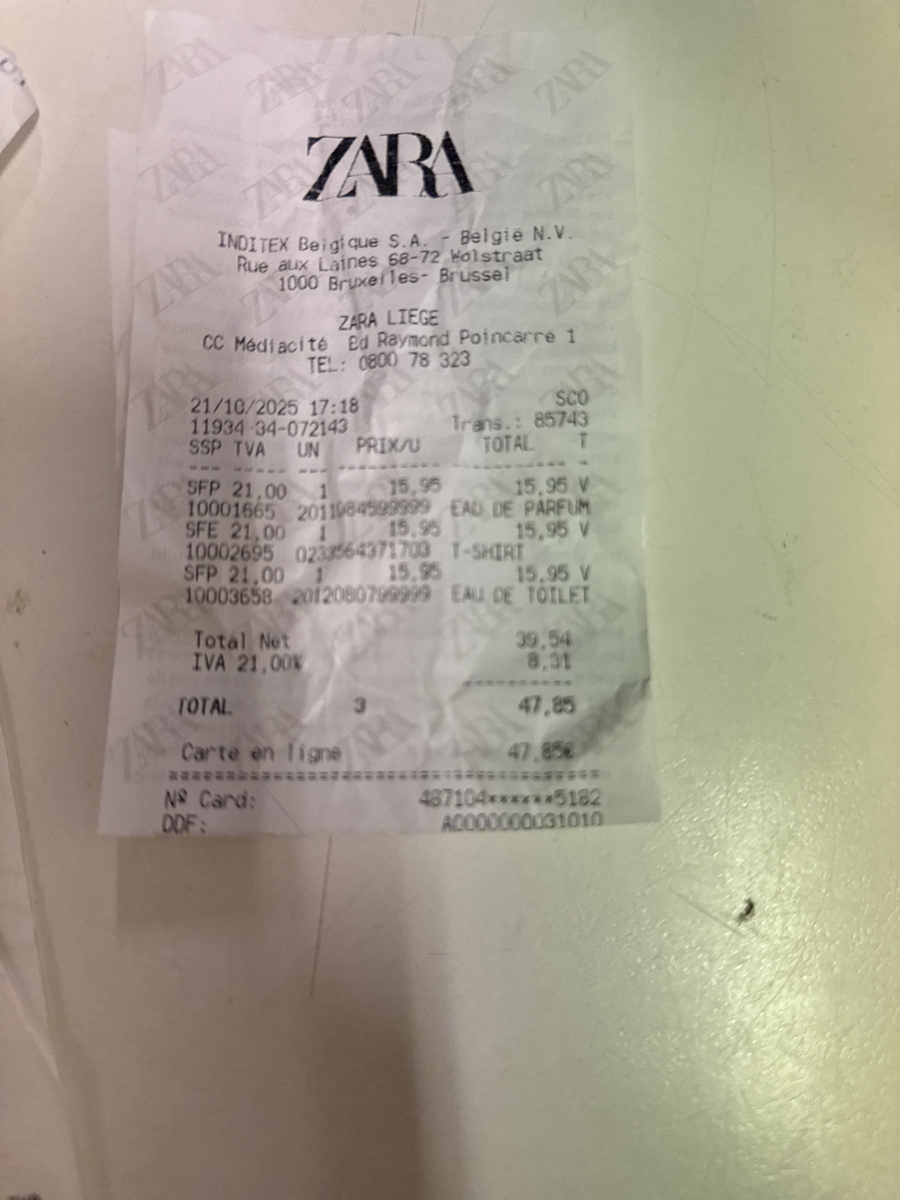 ZARA
INDITEX Belgique S.A. - België N.V.
Rue aux Laines 68-72 Wolstraat
1000 Bruxelles- Brussel
ZARA LIEGE
CC Médiacité Bd Raymond Poincarré 1
TEL: 0800 78 323
21/10/2025 17:18 SCO
11934 34-072143 Trans.: 85743
SSP TVA UN PRIX/U TOTAL T
--- ----- --- -------- ---------- -
SFP 21,00 1 15,95 15,95 V
10001665 2011984599999 EAU DE PARFUM
SFE 21,00 1 15,95 15,95 V
10002695 0233564371703 T-SHIRT
SFP 21,00 1 15,95 15,95 V
10003658 2012080799999 EAU DE TOILET
Total Net 39,54
IVA 21,00% 8,31
-----------
TOTAL 3 47,85
Carte en ligne 47,85€
========================================
Nº Card: 487104******5182
DDF: A0000000031010